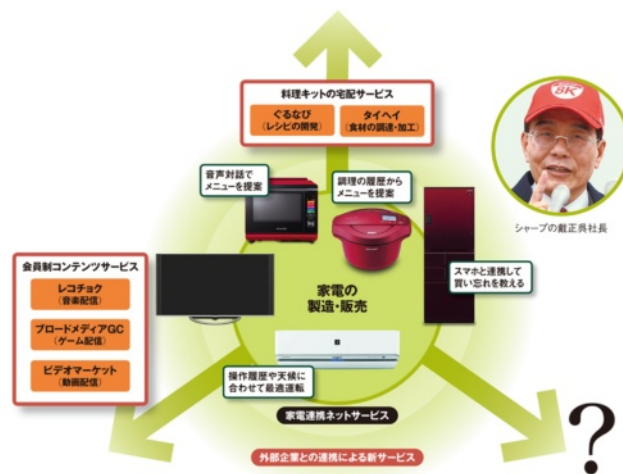 料理キットの宅配サービス
ぐるなび
(レシピの開発)
タイヘイ
(食材の調達・加工)
8K
音声対話で
メニューを提案
調理の履歴から
メニューを提案
シャープの戴正呉社長
会員制コンテンツサービス
レコチョク
(音楽配信)
ブロードメディアGC
(ゲーム配信)
ビデオマーケット
(動画配信)
スマホと連携して
買い忘れを教える
家電の
製造・販売
操作履歴や天候に
合わせて最適運転
家電連携ネットサービス
外部企業との連携による新サービス
?